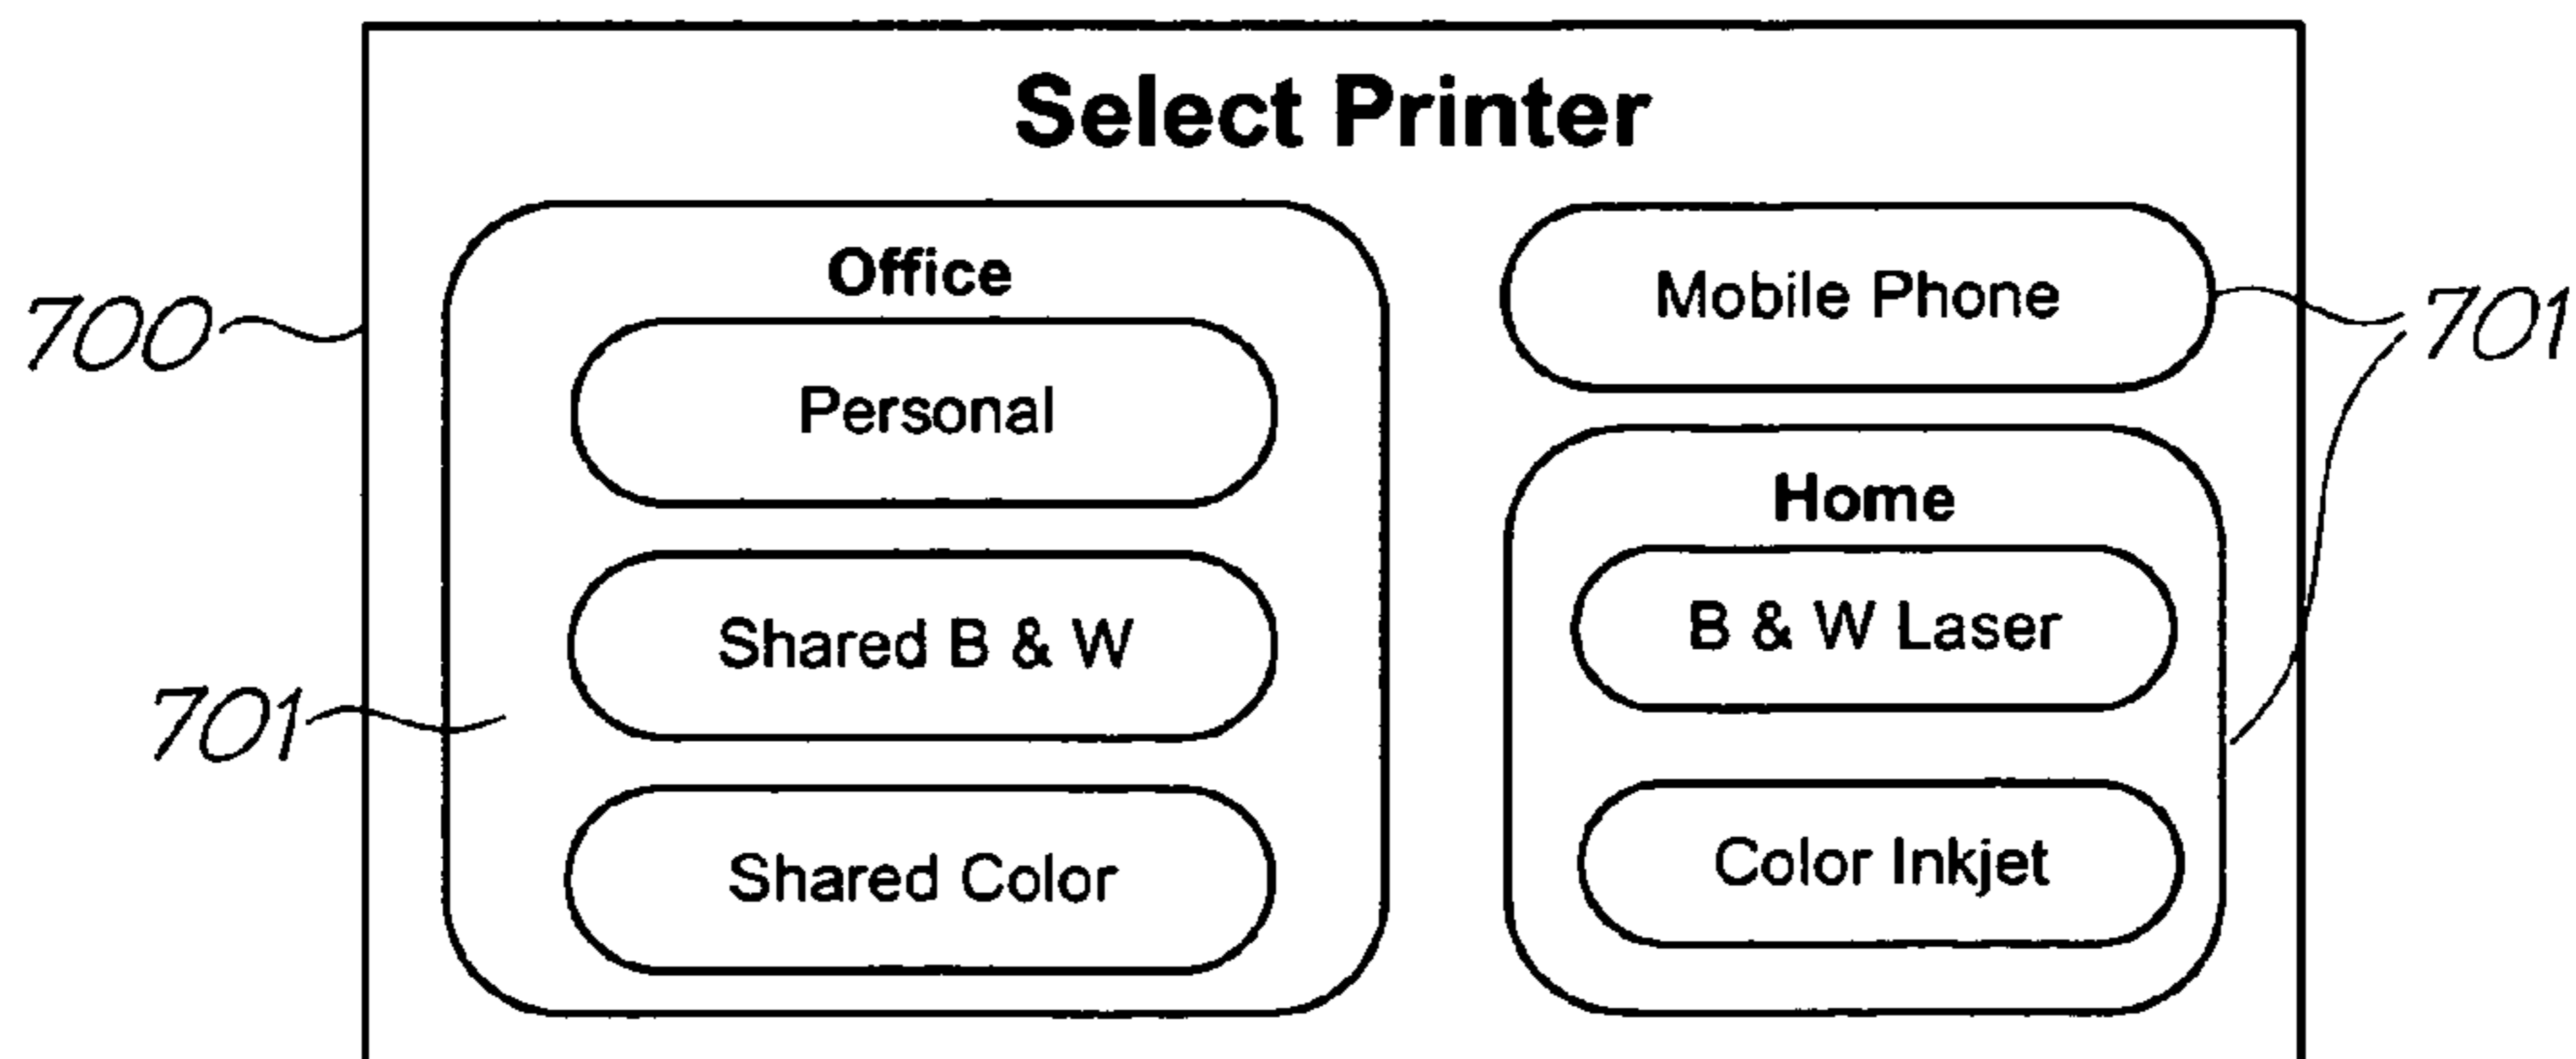 Select Printer
Office
Personal
Shared B & W
Shared Color
Mobile Phone
Home
B & W Laser
Color Inkjet
700
701
701